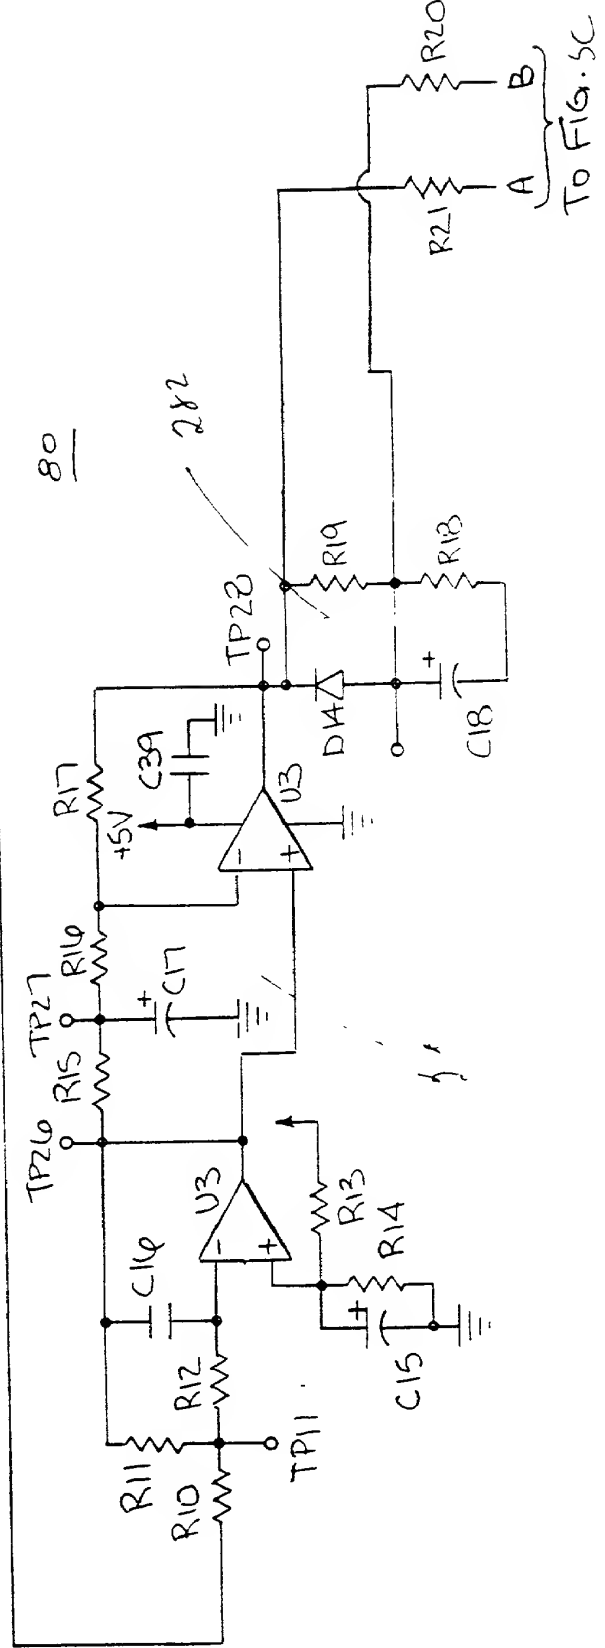 80
282
TP26
TP27
R15
R16
R17
+5V
C39
TP28
C16
U3
-
+
-
+
U3
+
C17
D14
R19
R18
+
C18
R11
R10
R12
TP11
R13
R14
+
C15
R21
R20
A
B
To FIG. 5C